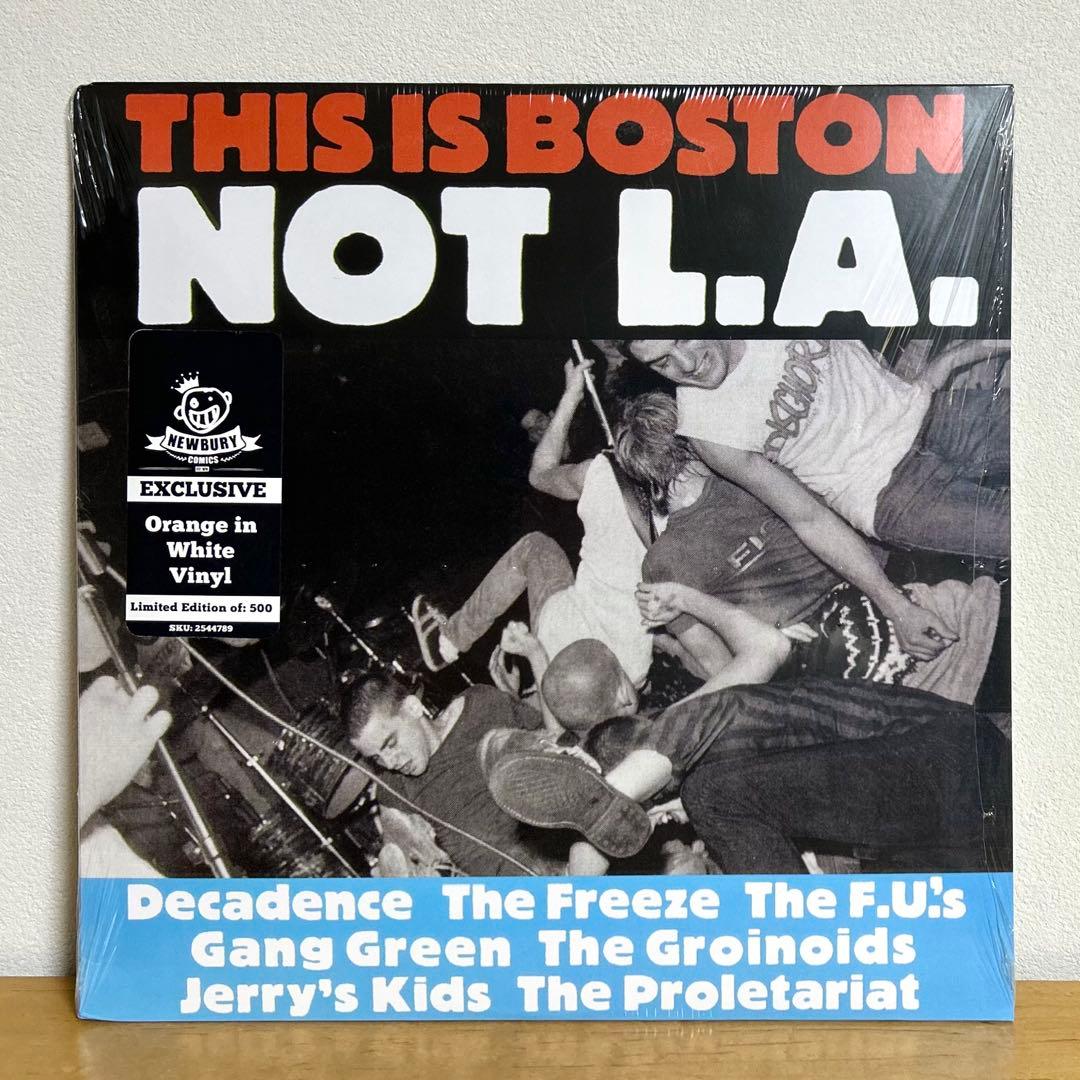 THIS IS BOSTON
NOT L.A.
NEWBURY
COMICS
EXCLUSIVE
Orange in
White
Vinyl
Limited Edition of: 500
SKU: 2544789
Decadence The Freeze The F.U.'s
Gang Green The Groinoids
Jerry's Kids The Proletariat